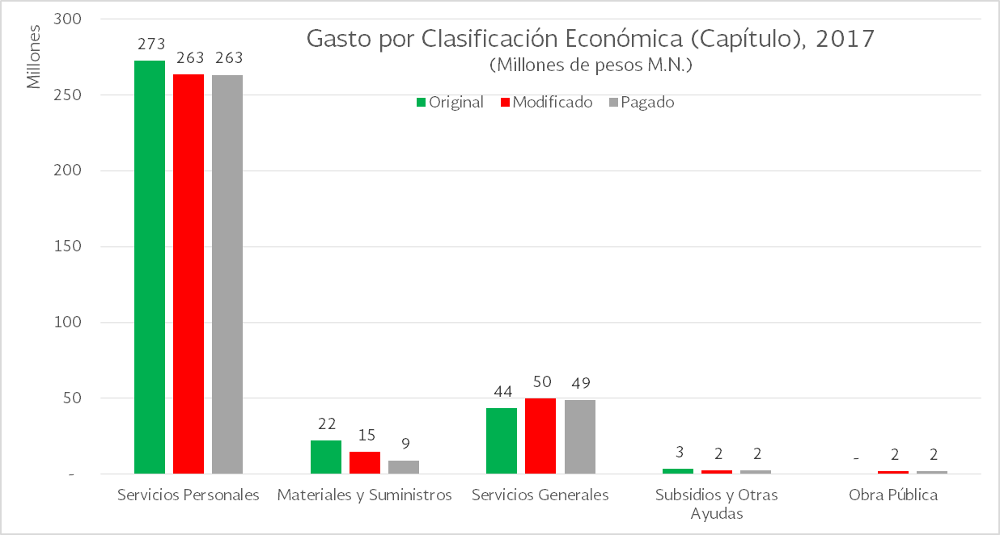 Gasto por Clasificación Económica (Capítulo), 2017
(Millones de pesos M.N.)
Original Modificado Pagado
Millones
300
250
200
150
100
50
-
273 263 263
22 15 9
44 50 49
3 2 2
- 2 2
Servicios Personales
Materiales y Suministros
Servicios Generales
Subsidios y Otras
Ayudas
Obra Pública